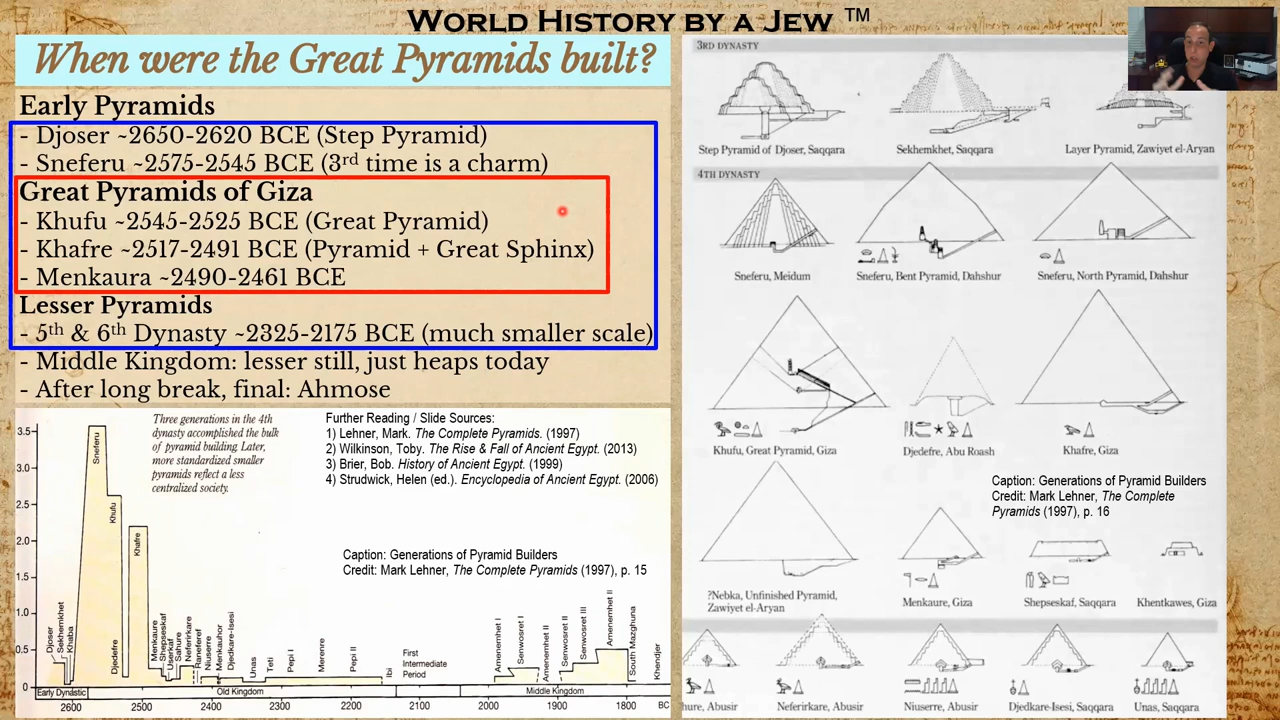 WORLD HISTORY BY A JEW ™
When were the Great Pyramids built?
Early Pyramids
- Djoser ~2650-2620 BCE (Step Pyramid)
- Sneferu ~2575-2545 BCE (3rd time is a charm)
Great Pyramids of Giza
- Khufu ~2545-2525 BCE (Great Pyramid)
- Khafre ~2517-2491 BCE (Pyramid + Great Sphinx)
- Menkaura ~2490-2461 BCE
Lesser Pyramids
- 5th & 6th Dynasty ~2325-2175 BCE (much smaller scale)
- Middle Kingdom: lesser still, just heaps today
- After long break, final: Ahmose
Three generations in the 4th
dynasty accomplished the bulk
of pyramid building. Later,
more standardized smaller
pyramids reflect a less
centralized society.
Further Reading / Slide Sources:
1) Lehner, Mark. The Complete Pyramids. (1997)
2) Wilkinson, Toby. The Rise & Fall of Ancient Egypt. (2013)
3) Brier, Bob. History of Ancient Egypt. (1999)
4) Strudwick, Helen (ed.). Encyclopedia of Ancient Egypt. (2006)
Caption: Generations of Pyramid Builders
Credit: Mark Lehner, The Complete Pyramids (1997), p. 15
3.5
3.0
2.5
2.0
1.5
1.0
0.5
0
Djoser
Sekhemkhet
Khaba
Sneferu
Khufu
Djedefre
Khafre
Menkaure
Shepseskaf
Userkaf
Sahure
Neferirkare
Raneferef
Niuserre
Menkauhor
Djedkare-Isesi
Unas
Teti
Pepi I
Merenre
Pepi II
Ibi
First
Intermediate
Period
Amenemhet I
Senwosret I
Amenemhet II
Senwosret II
Senwosret III
Amenemhet II
South Mazghuna
Khendjer
Early Dynastic
Old Kingdom
Middle Kingdom
2600 2500 2400 2300 2200 2100 2000 1900 1800 BC
3RD DYNASTY
Step Pyramid of Djoser, Saqqara
Sekhemkhet, Saqqara
Layer Pyramid, Zawiyet el-Aryan
4TH DYNASTY
Sneferu, Meidum
Sneferu, Bent Pyramid, Dahshur
Sneferu, North Pyramid, Dahshur
Khufu, Great Pyramid, Giza
Djedefre, Abu Roash
Khafre, Giza
Caption: Generations of Pyramid Builders
Credit: Mark Lehner, The Complete
Pyramids (1997), p. 16
?Nebka, Unfinished Pyramid,
Zawiyet el-Aryan
Menkaure, Giza
Shepseskaf, Saqqara
Khentkawes, Giza
hure, Abusir
Neferirkare, Abusir
Niuserre, Abusir
Djedkare-Isesi, Saqqara
Unas, Saqqara